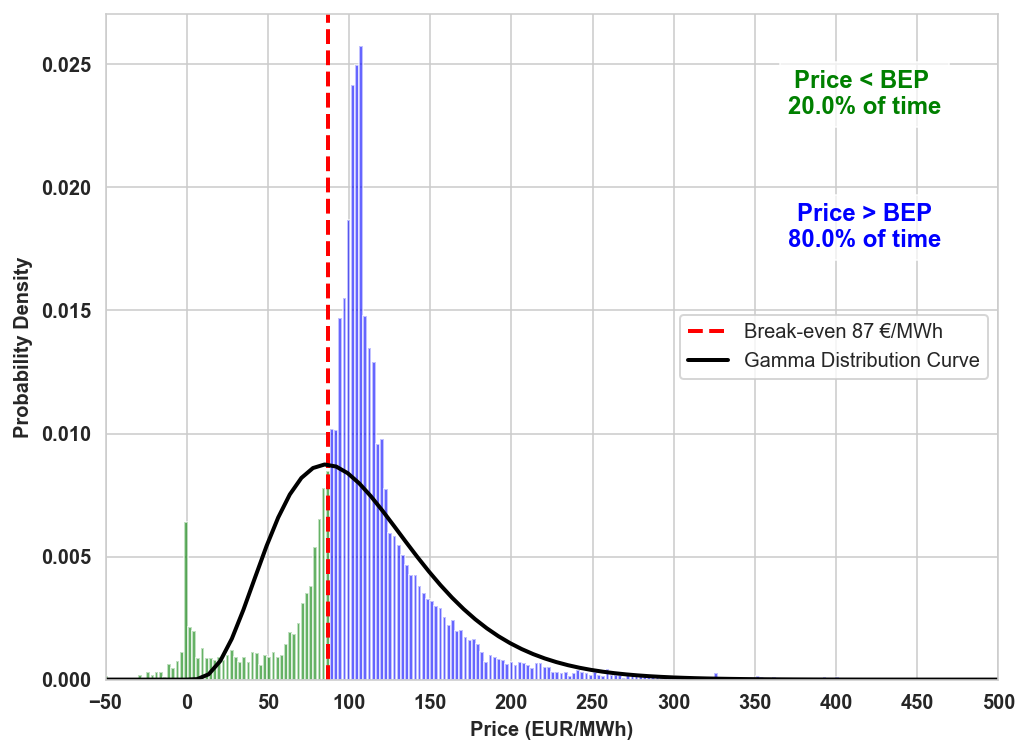 0.025
0.020
0.015
0.010
0.005
0.000
Probability Density
−50
0
50
100
150
200
250
300
350
400
450
500
Price (EUR/MWh)
Price < BEP
20.0% of time
Price > BEP
80.0% of time
Break-even 87 €/MWh
Gamma Distribution Curve